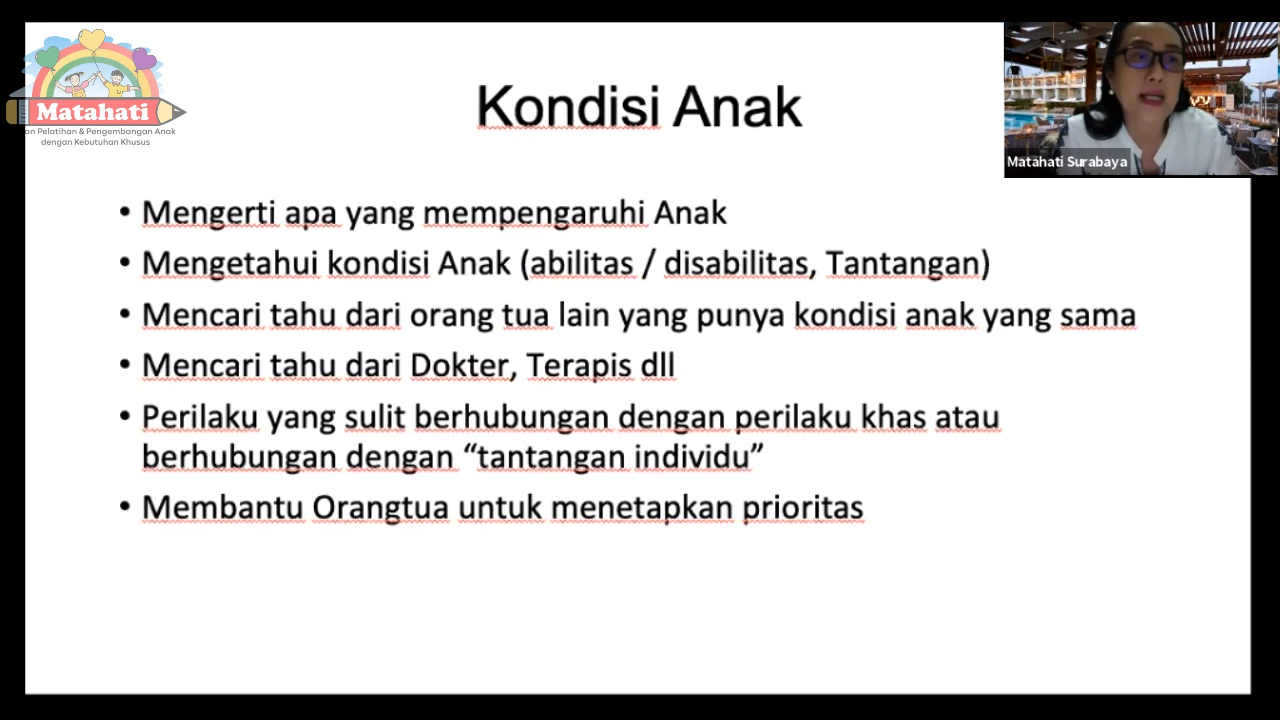 Matahati
an Pelatihan & Pengembangan Anak
dengan Kebutuhan Khusus
Kondisi Anak
Matahati Surabaya
• Mengerti apa yang mempengaruhi Anak
• Mengetahui kondisi Anak (abilitas / disabilitas, Tantangan)
• Mencari tahu dari orang tua lain yang punya kondisi anak yang sama
• Mencari tahu dari Dokter, Terapis dll
• Perilaku yang sulit berhubungan dengan perilaku khas atau
berhubungan dengan “tantangan individu”
• Membantu Orangtua untuk menetapkan prioritas